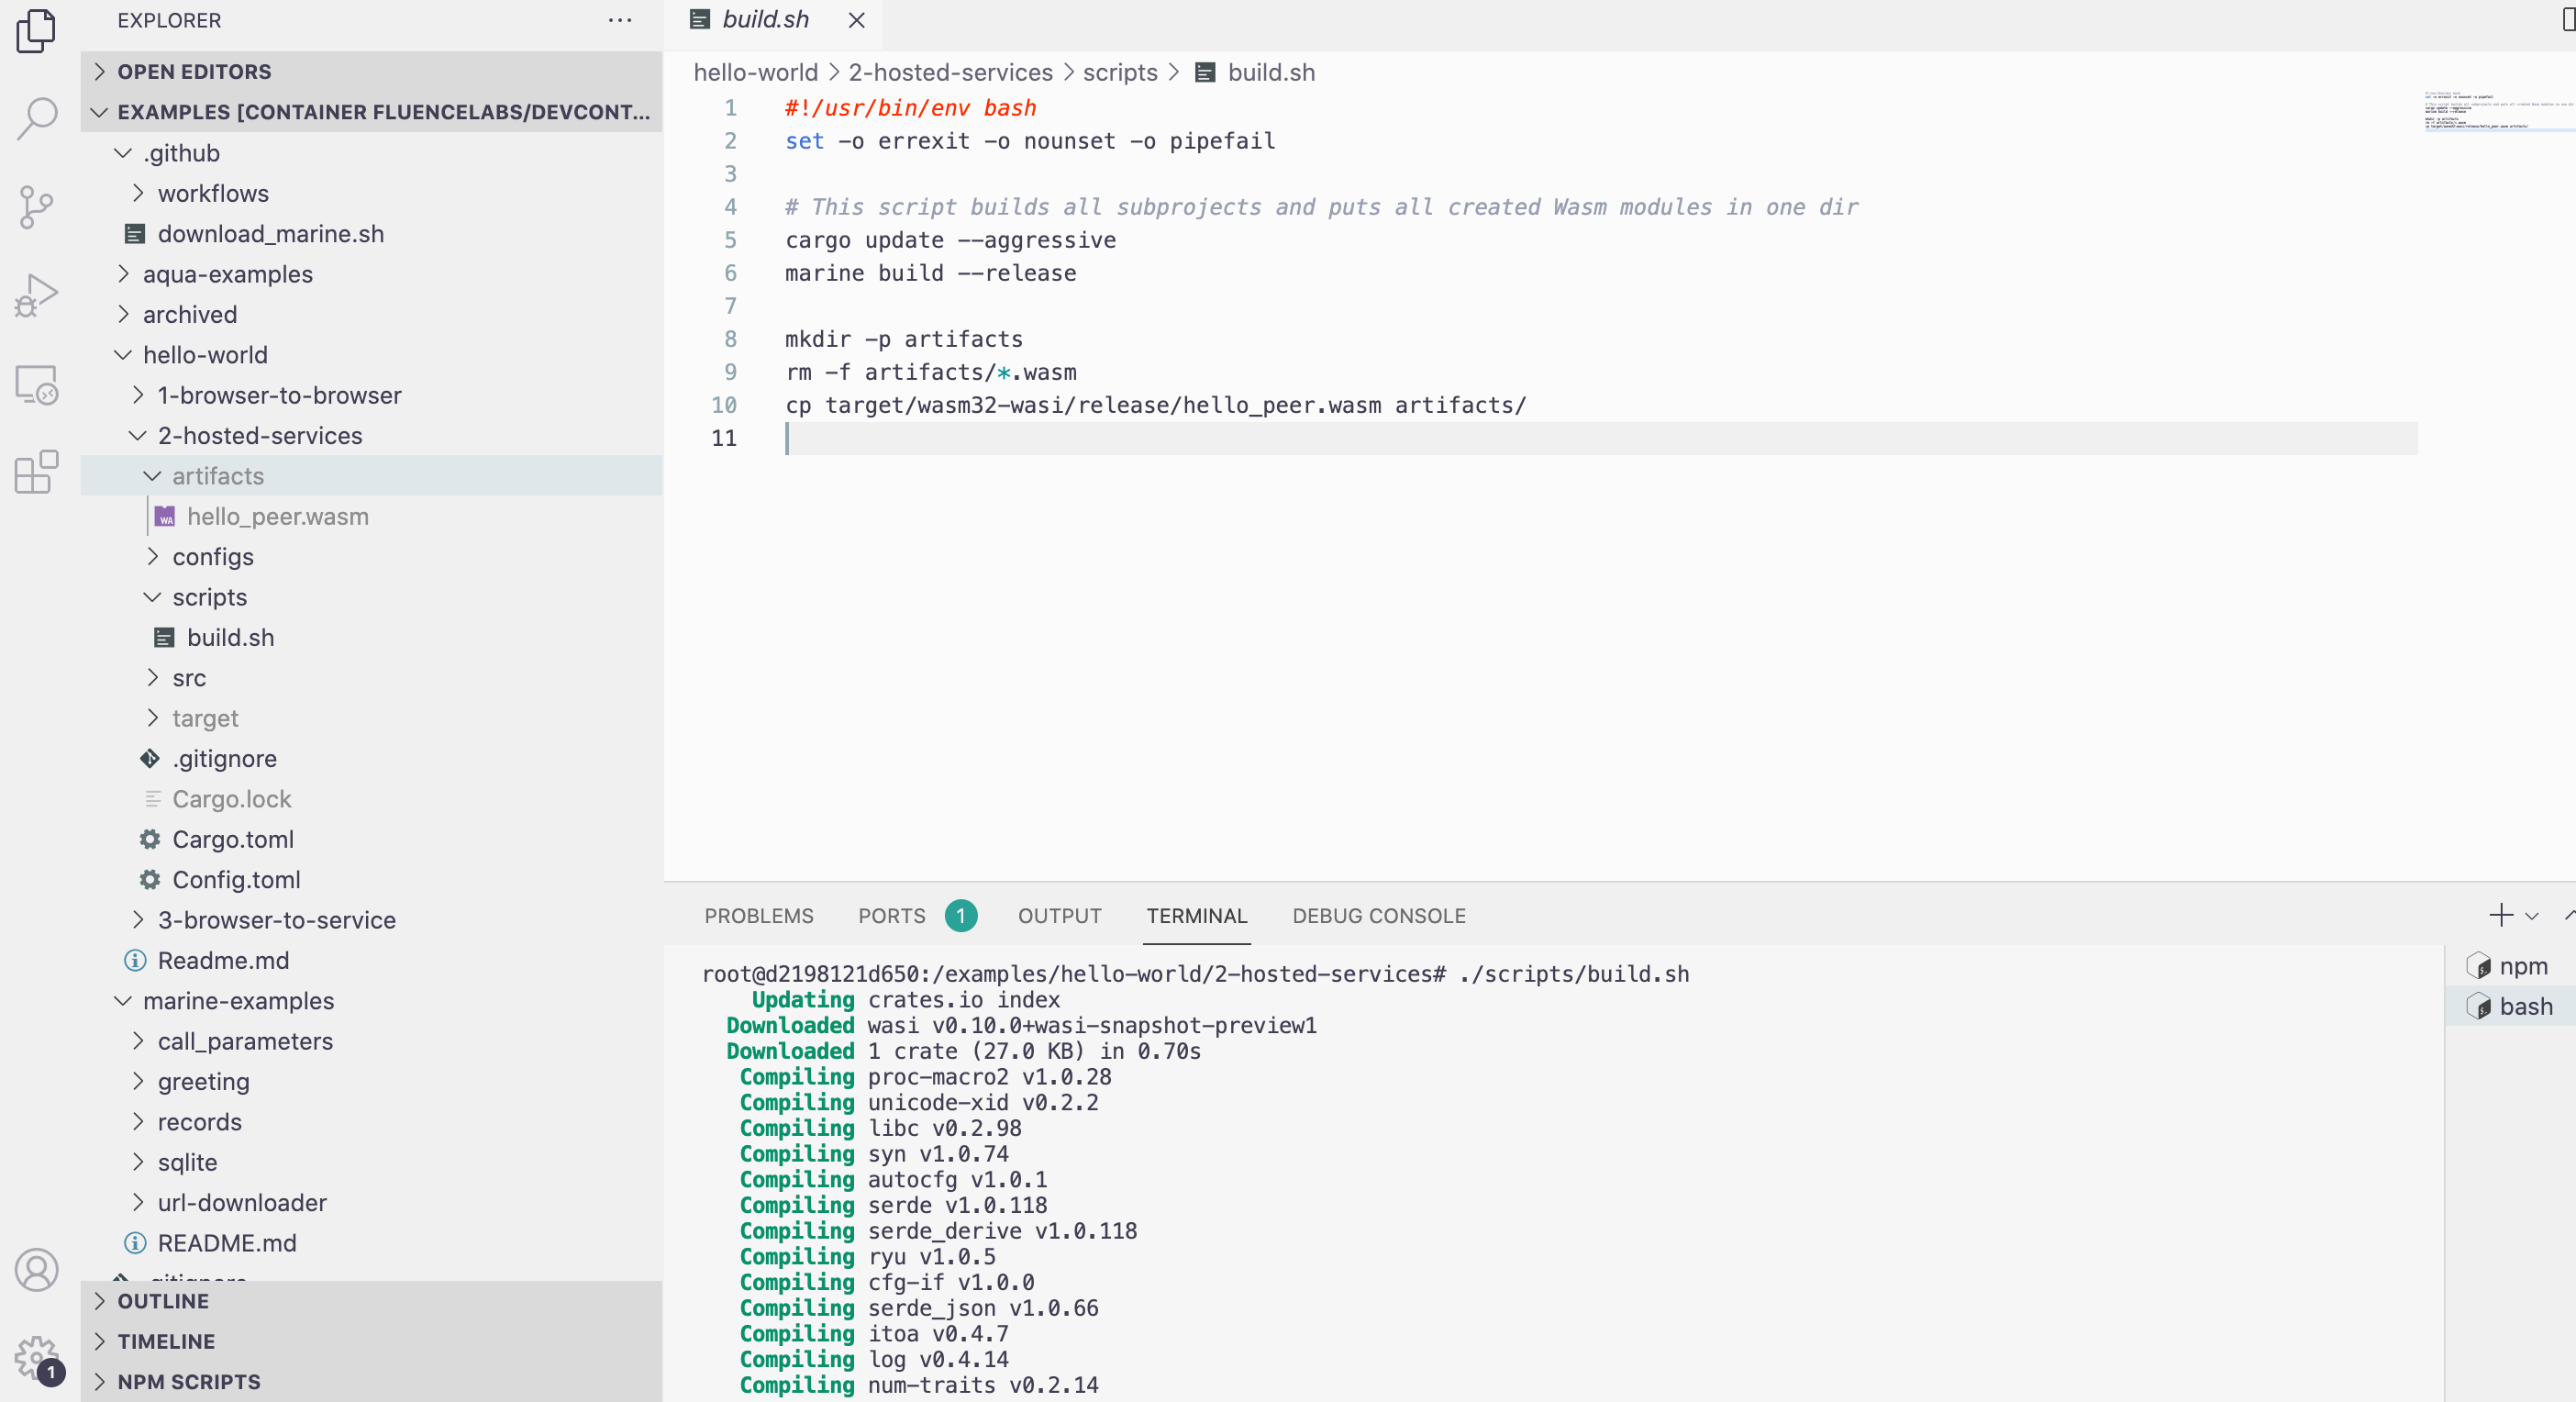 EXPLORER
OPEN EDITORS
EXAMPLES [CONTAINER FLUENCELABS/DEVCONT...
.github
workflows
download_marine.sh
aqua-examples
archived
hello-world
1-browser-to-browser
2-hosted-services
artifacts
WA hello_peer.wasm
configs
scripts
build.sh
src
target
.gitignore
Cargo.lock
Cargo.toml
Config.toml
3-browser-to-service
Readme.md
marine-examples
call_parameters
greeting
records
sqlite
url-downloader
README.md
.gitignore
OUTLINE
TIMELINE
NPM SCRIPTS
1
build.sh
hello-world > 2-hosted-services > scripts > build.sh
1 #!/usr/bin/env bash
2 set -o errexit -o nounset -o pipefail
3
4 # This script builds all subprojects and puts all created Wasm modules in one dir
5 cargo update --aggressive
6 marine build --release
7
8 mkdir -p artifacts
9 rm -f artifacts/*.wasm
10 cp target/wasm32-wasi/release/hello_peer.wasm artifacts/
11
PROBLEMS PORTS 1 OUTPUT TERMINAL DEBUG CONSOLE
root@d2198121d650:/examples/hello-world/2-hosted-services# ./scripts/build.sh
Updating crates.io index
Downloaded wasi v0.10.0+wasi-snapshot-preview1
Downloaded 1 crate (27.0 KB) in 0.70s
Compiling proc-macro2 v1.0.28
Compiling unicode-xid v0.2.2
Compiling libc v0.2.98
Compiling syn v1.0.74
Compiling autocfg v1.0.1
Compiling serde v1.0.118
Compiling serde_derive v1.0.118
Compiling ryu v1.0.5
Compiling cfg-if v1.0.0
Compiling serde_json v1.0.66
Compiling itoa v0.4.7
Compiling log v0.4.14
Compiling num-traits v0.2.14
npm
bash